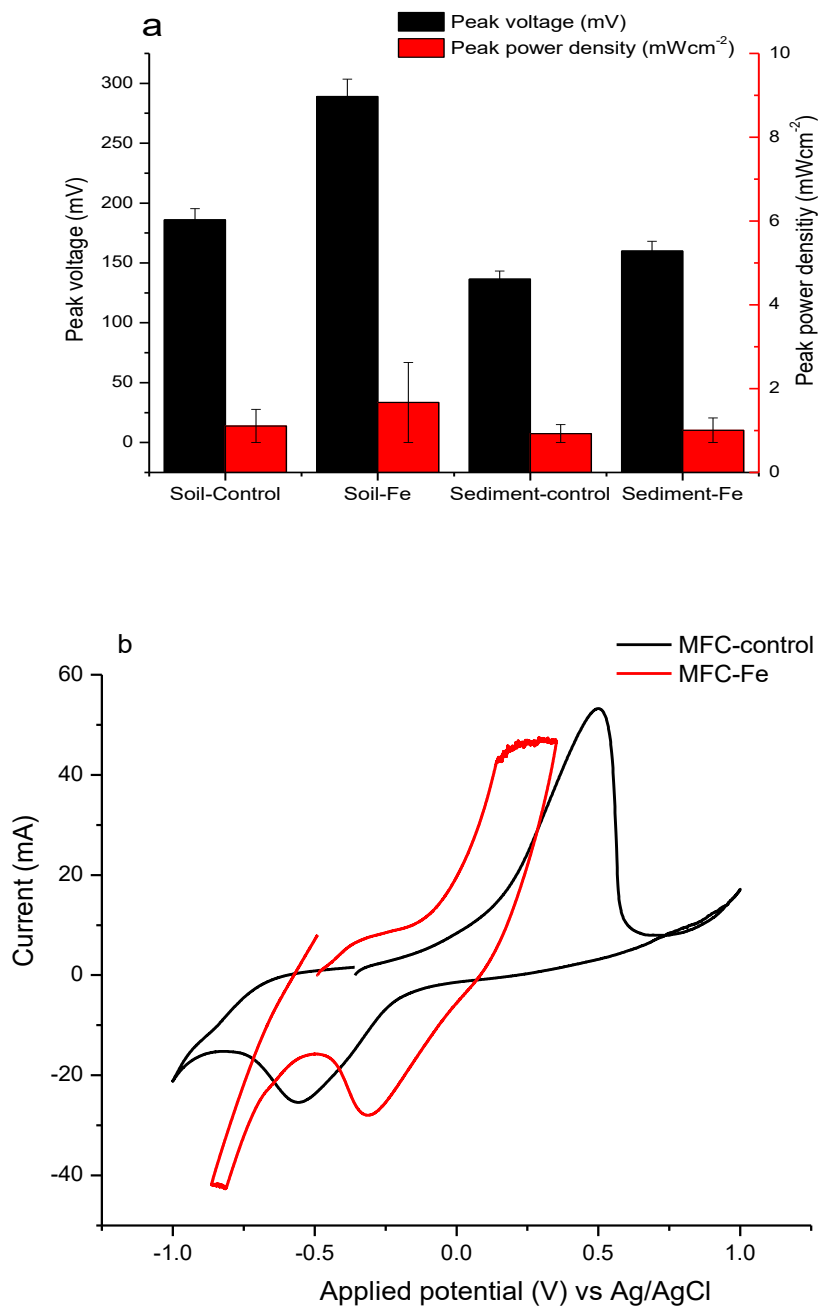 a
Peak voltage (mV)
Peak power density (mWcm-2)
300
250
200
150
100
50
0
Peak voltage (mV)
10
8
6
4
2
0
Peak power densitiy (mWcm-2)
Soil-Control
Soil-Fe
Sediment-control
Sediment-Fe
b
MFC-control
MFC-Fe
60
40
20
0
-20
-40
Current (mA)
-1.0
-0.5
0.0
0.5
1.0
Applied potential (V) vs Ag/AgCl